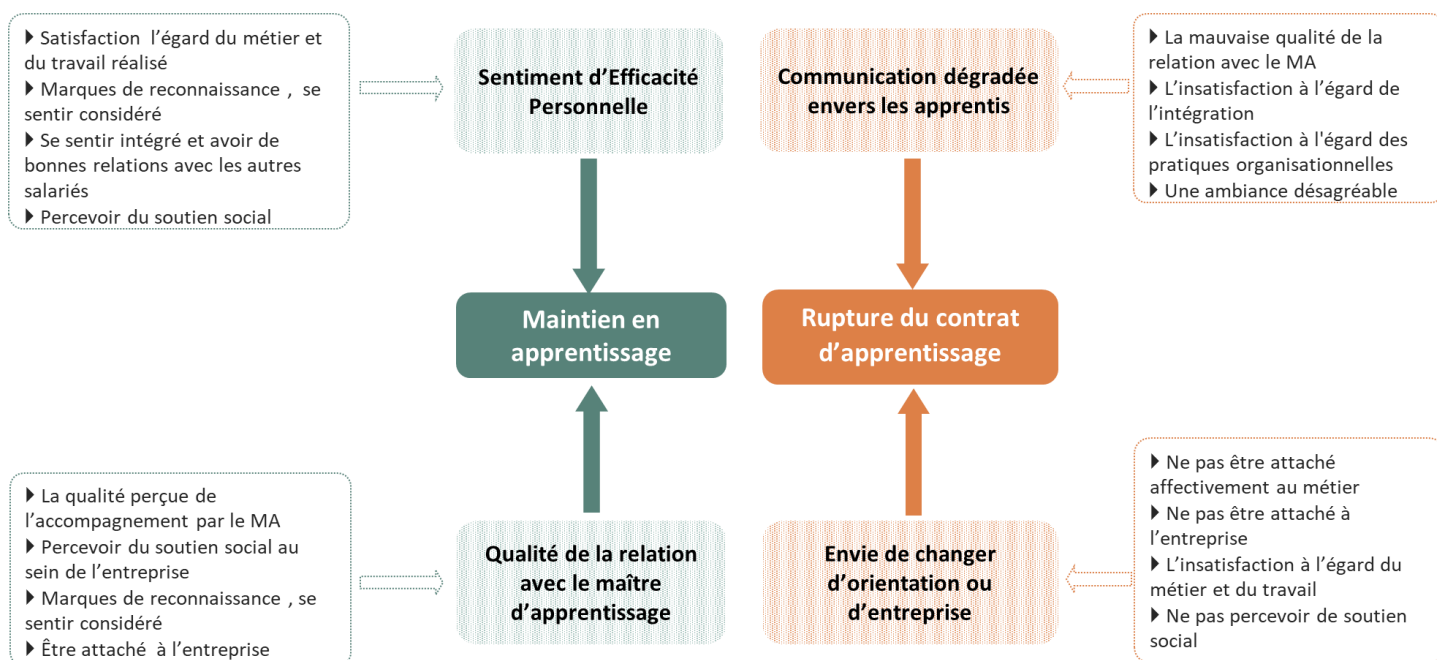 ▶ Satisfaction l'égard du métier et
du travail réalisé
▶ Marques de reconnaissance , se
sentir considéré
▶ Se sentir intégré et avoir de
bonnes relations avec les autres
salariés
▶ Percevoir du soutien social
Sentiment d’Efficacité
Personnelle
Communication dégradée
envers les apprentis
▶ La mauvaise qualité de la
relation avec le MA
▶ L’insatisfaction à l’égard de
l’intégration
▶ L’insatisfaction à l'égard des
pratiques organisationnelles
▶ Une ambiance désagréable
Maintien en
apprentissage
Rupture du contrat
d’apprentissage
▶ La qualité perçue de
l’accompagnement par le MA
▶ Percevoir du soutien social au
sein de l’entreprise
▶ Marques de reconnaissance , se
sentir considéré
▶ Être attaché à l’entreprise
Qualité de la relation
avec le maître
d’apprentissage
Envie de changer
d’orientation ou
d’entreprise
▶ Ne pas être attaché
affectivement au métier
▶ Ne pas être attaché à
l’entreprise
▶ L’insatisfaction à l’égard du
métier et du travail
▶ Ne pas percevoir de soutien
social